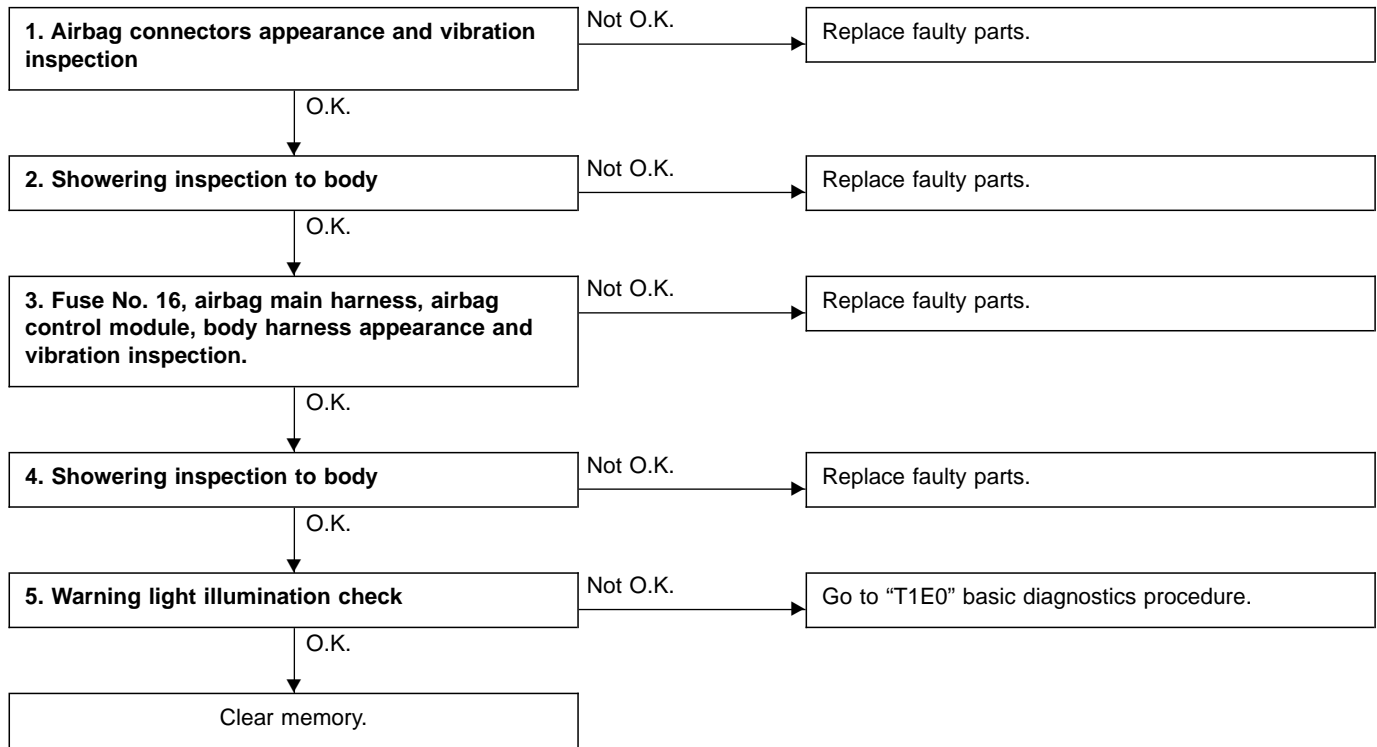 1. Airbag connectors appearance and vibration
inspection
Not O.K.
Replace faulty parts.
O.K.
2. Showering inspection to body
Not O.K.
Replace faulty parts.
O.K.
3. Fuse No. 16, airbag main harness, airbag
control module, body harness appearance and
vibration inspection.
Not O.K.
Replace faulty parts.
O.K.
4. Showering inspection to body
Not O.K.
Replace faulty parts.
O.K.
5. Warning light illumination check
Not O.K.
Go to “T1E0” basic diagnostics procedure.
O.K.
Clear memory.